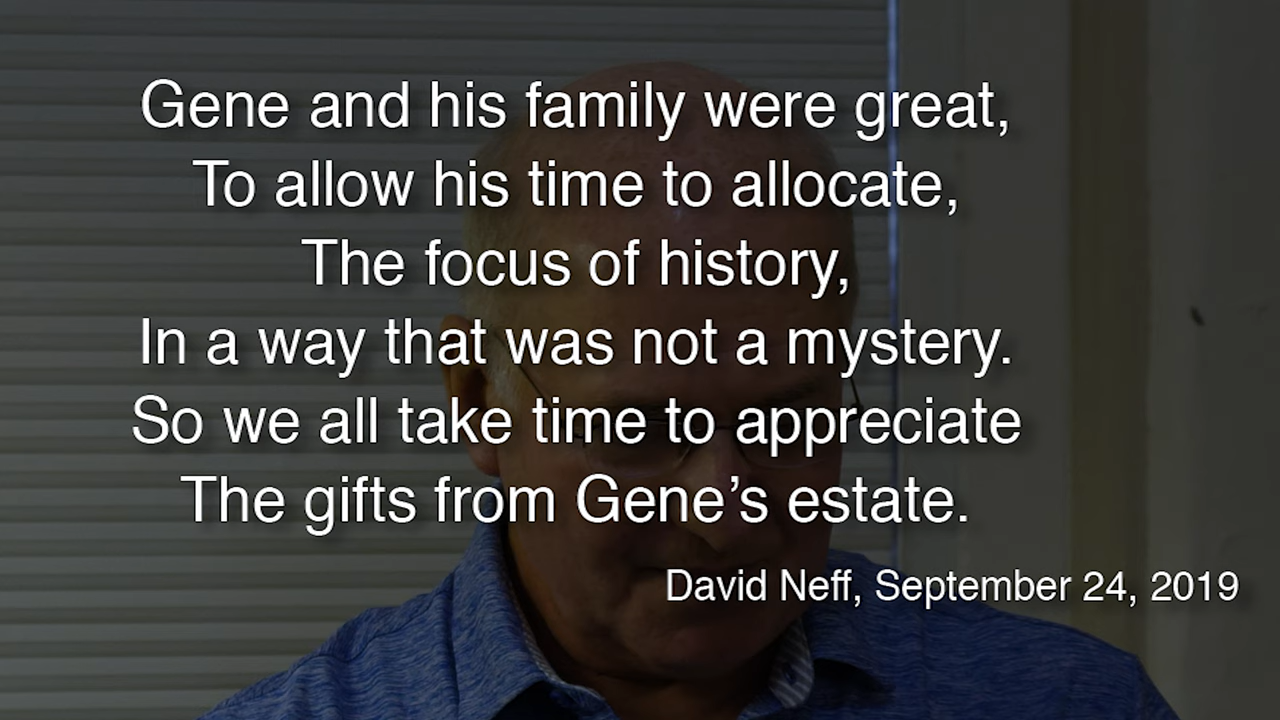 Gene and his family were great,
To allow his time to allocate,
The focus of history,
In a way that was not a mystery.
So we all take time to appreciate
The gifts from Gene’s estate.
David Neff, September 24, 2019